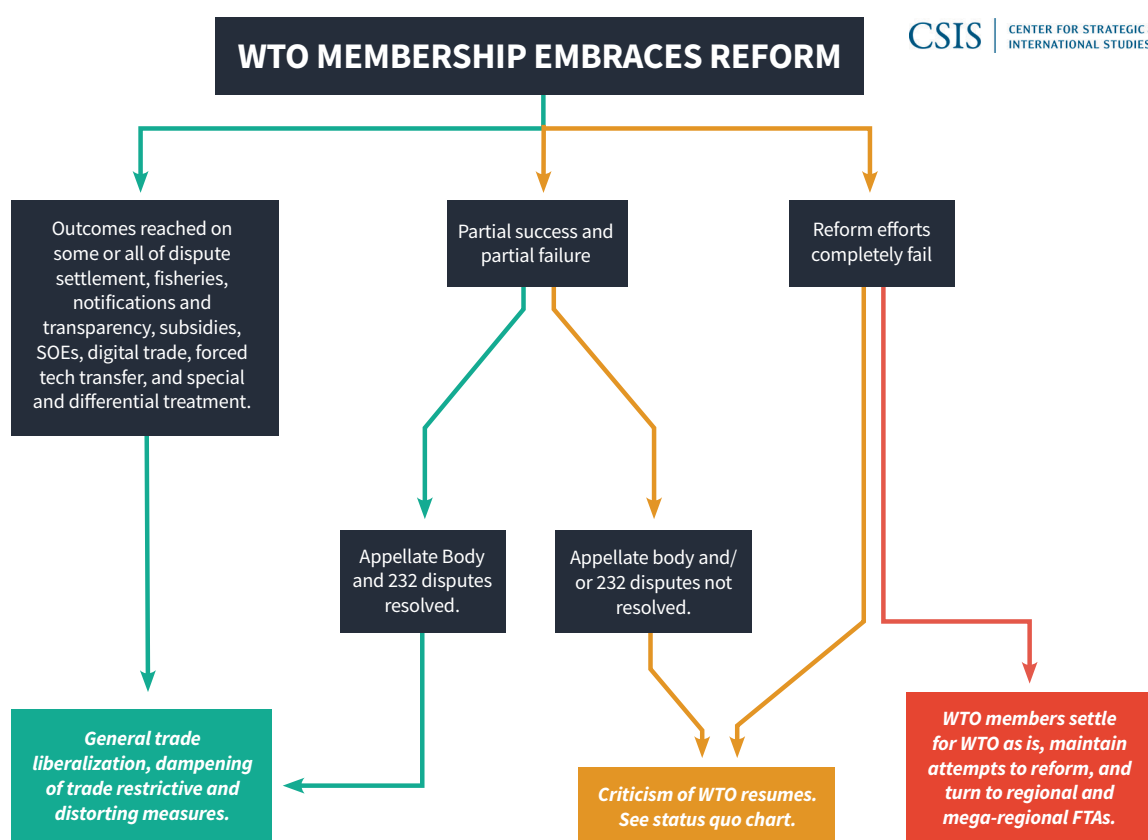 WTO MEMBERSHIP EMBRACES REFORM
CSIS
CENTER FOR STRATEGIC
INTERNATIONAL STUDIES
Outcomes reached on
some or all of dispute
settlement, fisheries,
notifications and
transparency, subsidies,
SOEs, digital trade, forced
tech transfer, and special
and differential treatment.
Partial success and
partial failure
Reform efforts
completely fail
Appellate Body
and 232 disputes
resolved.
Appellate body and/
or 232 disputes not
resolved.
General trade
liberalization, dampening
of trade restrictive and
distorting measures.
Criticism of WTO resumes.
See status quo chart.
WTO members settle
for WTO as is, maintain
attempts to reform, and
turn to regional and
mega-regional FTAs.